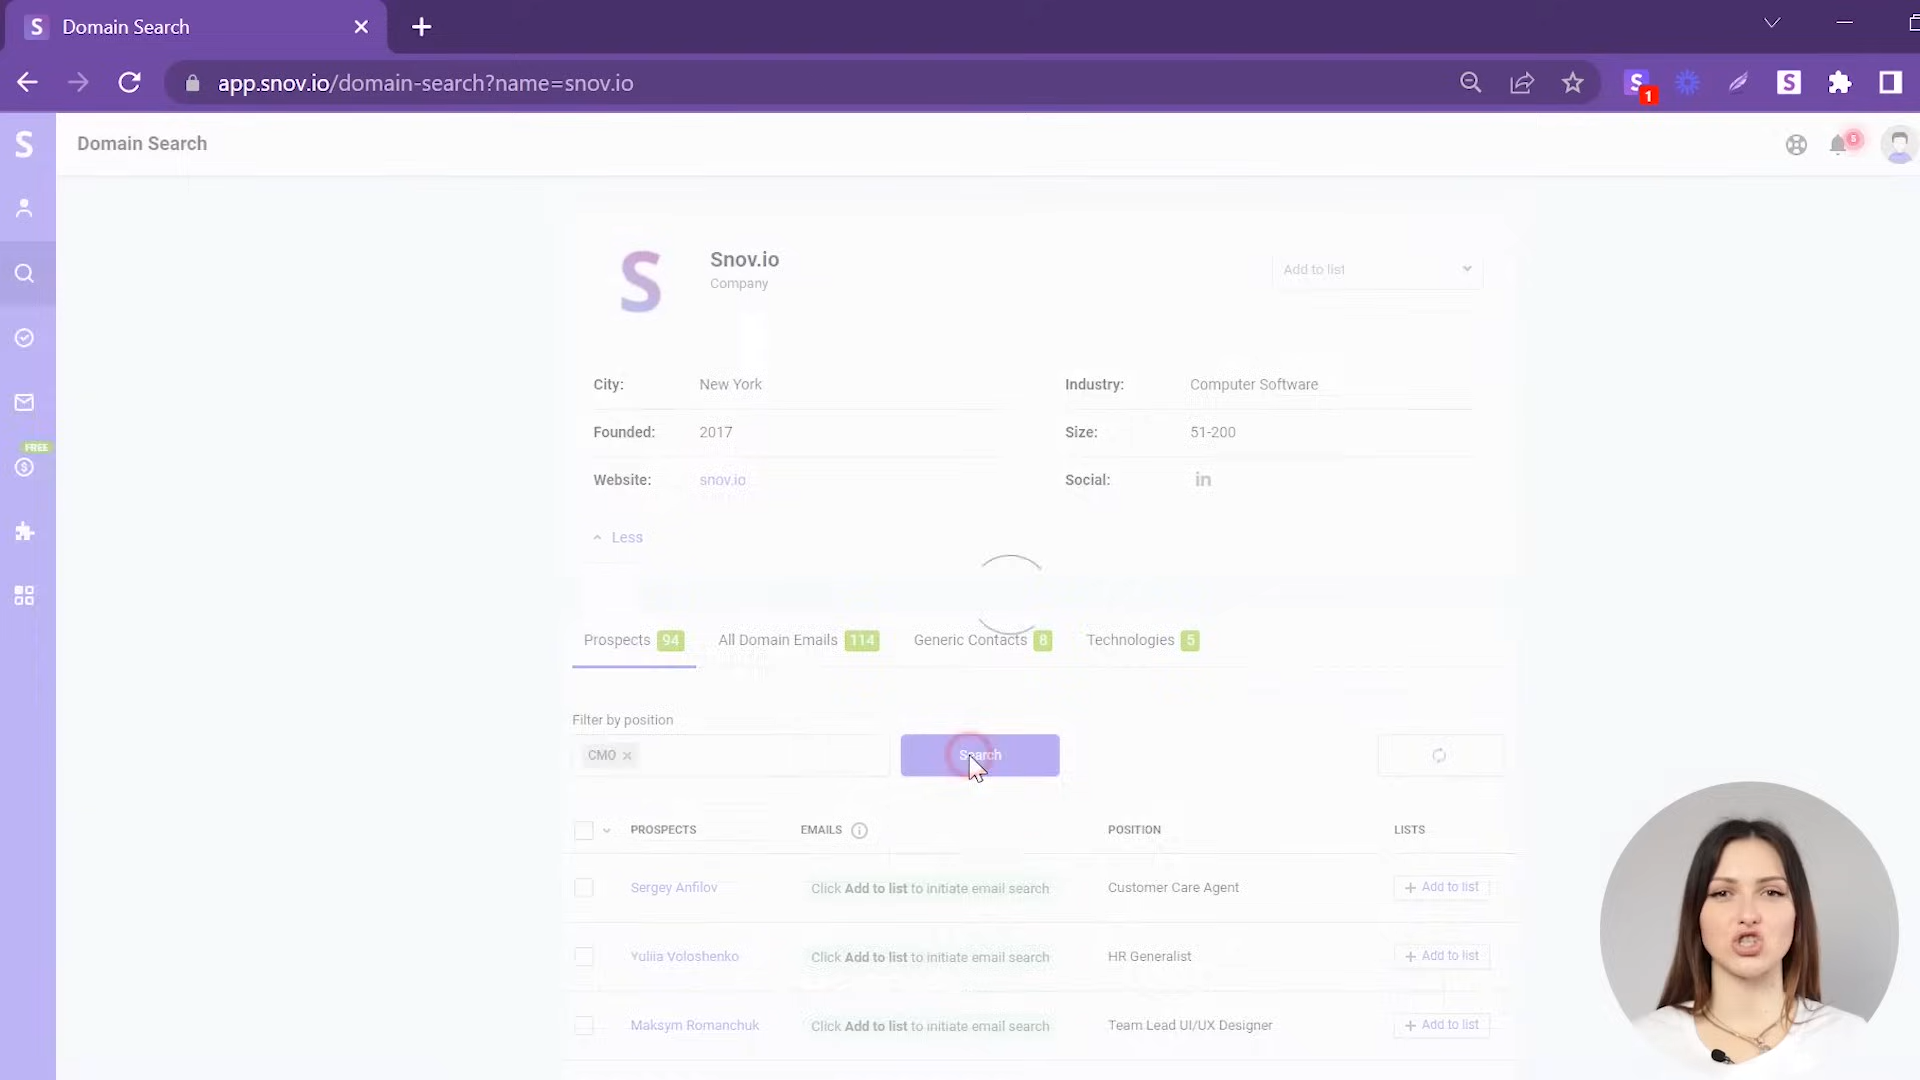 S Domain Search
app.snov.io/domain-search?name=snov.io
S
1
S
S
Domain Search
5
S
Snov.io
Company
Add to list
City: New York
Industry: Computer Software
Founded: 2017
Size: 51-200
Website: snov.io
Social: in
FREE
Less
Prospects 94 All Domain Emails 114 Generic Contacts 8 Technologies 5
Filter by position
CMO
Search
PROSPECTS EMAILS POSITION LISTS
Sergey Anfilov Click Add to list to initiate email search Customer Care Agent + Add to list
Yuliia Voloshenko Click Add to list to initiate email search HR Generalist + Add to list
Maksym Romanchuk Click Add to list to initiate email search Team Lead UI/UX Designer + Add to list